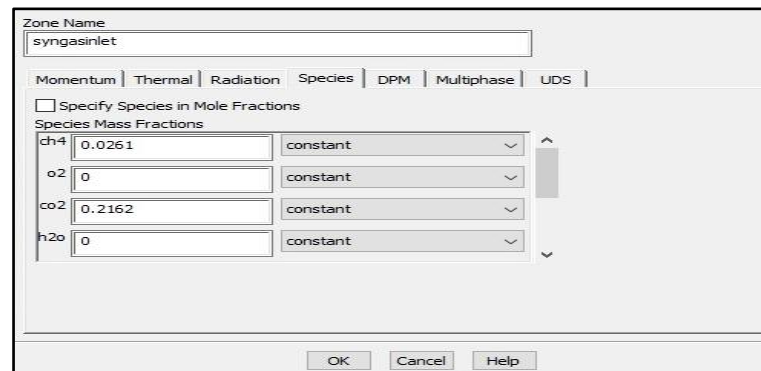 Zone Name
syngasinlet
Momentum Thermal Radiation Species DPM Multiphase UDS
Specify Species in Mole Fractions
Species Mass Fractions
ch4 0.0261 constant
o2 0 constant
co2 0.2162 constant
h2o 0 constant
OK Cancel Help